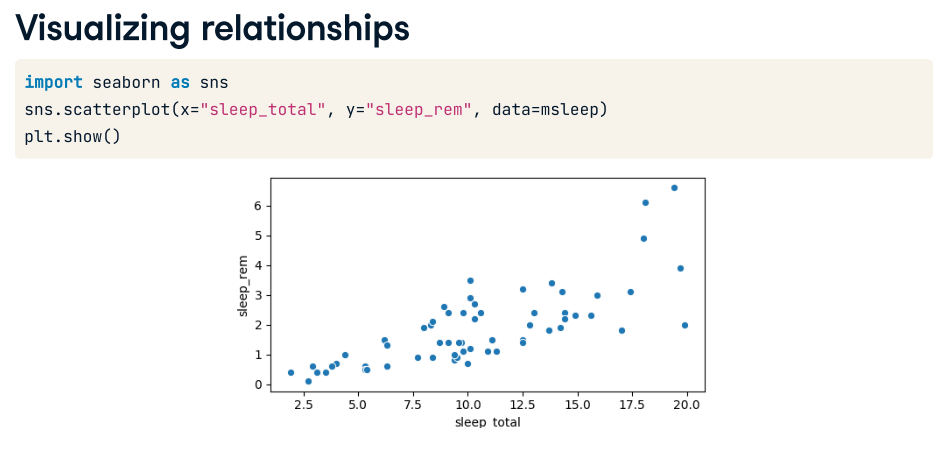 Visualizing relationships
import seaborn as sns
sns.scatterplot(x="sleep_total", y="sleep_rem", data=msleep)
plt.show()
6
5
4
3
2
1
0
sleep_rem
2.5 5.0 7.5 10.0 12.5 15.0 17.5 20.0
sleep_total